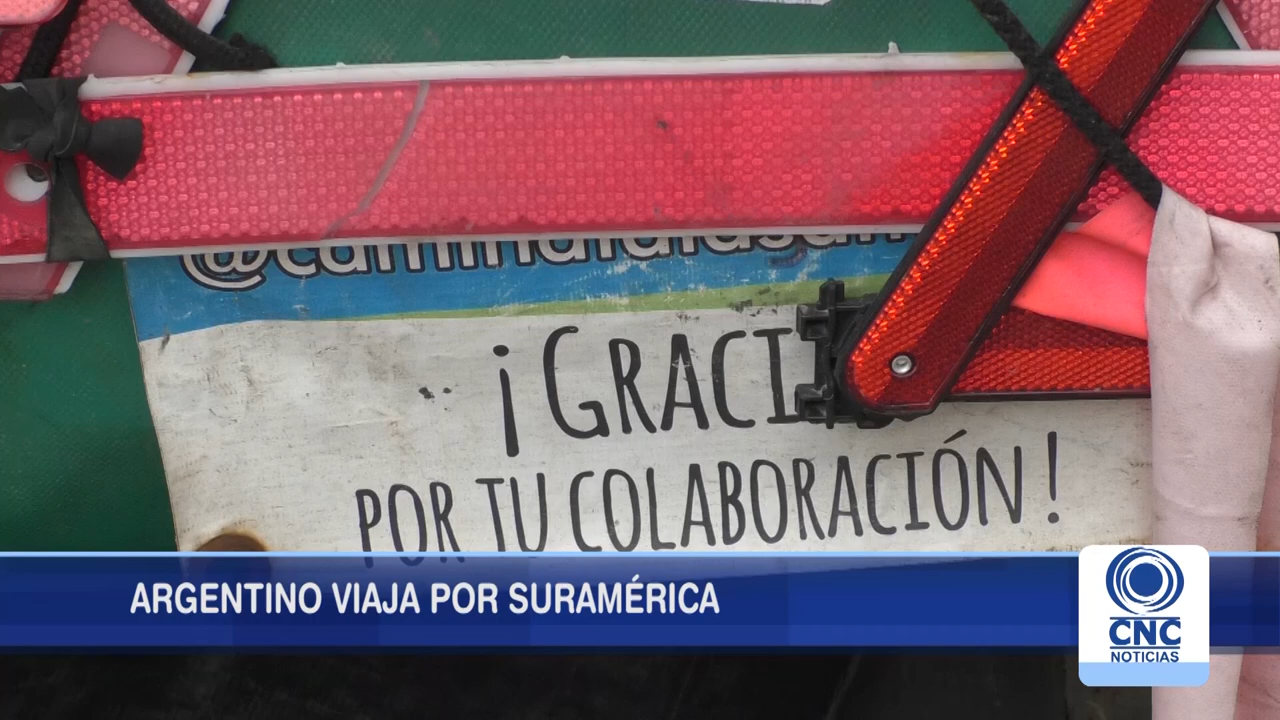 ¡GRACI
POR TU COLABORACIÓN!
ARGENTINO VIAJA POR SURAMÉRICA
CNC
NOTICIAS